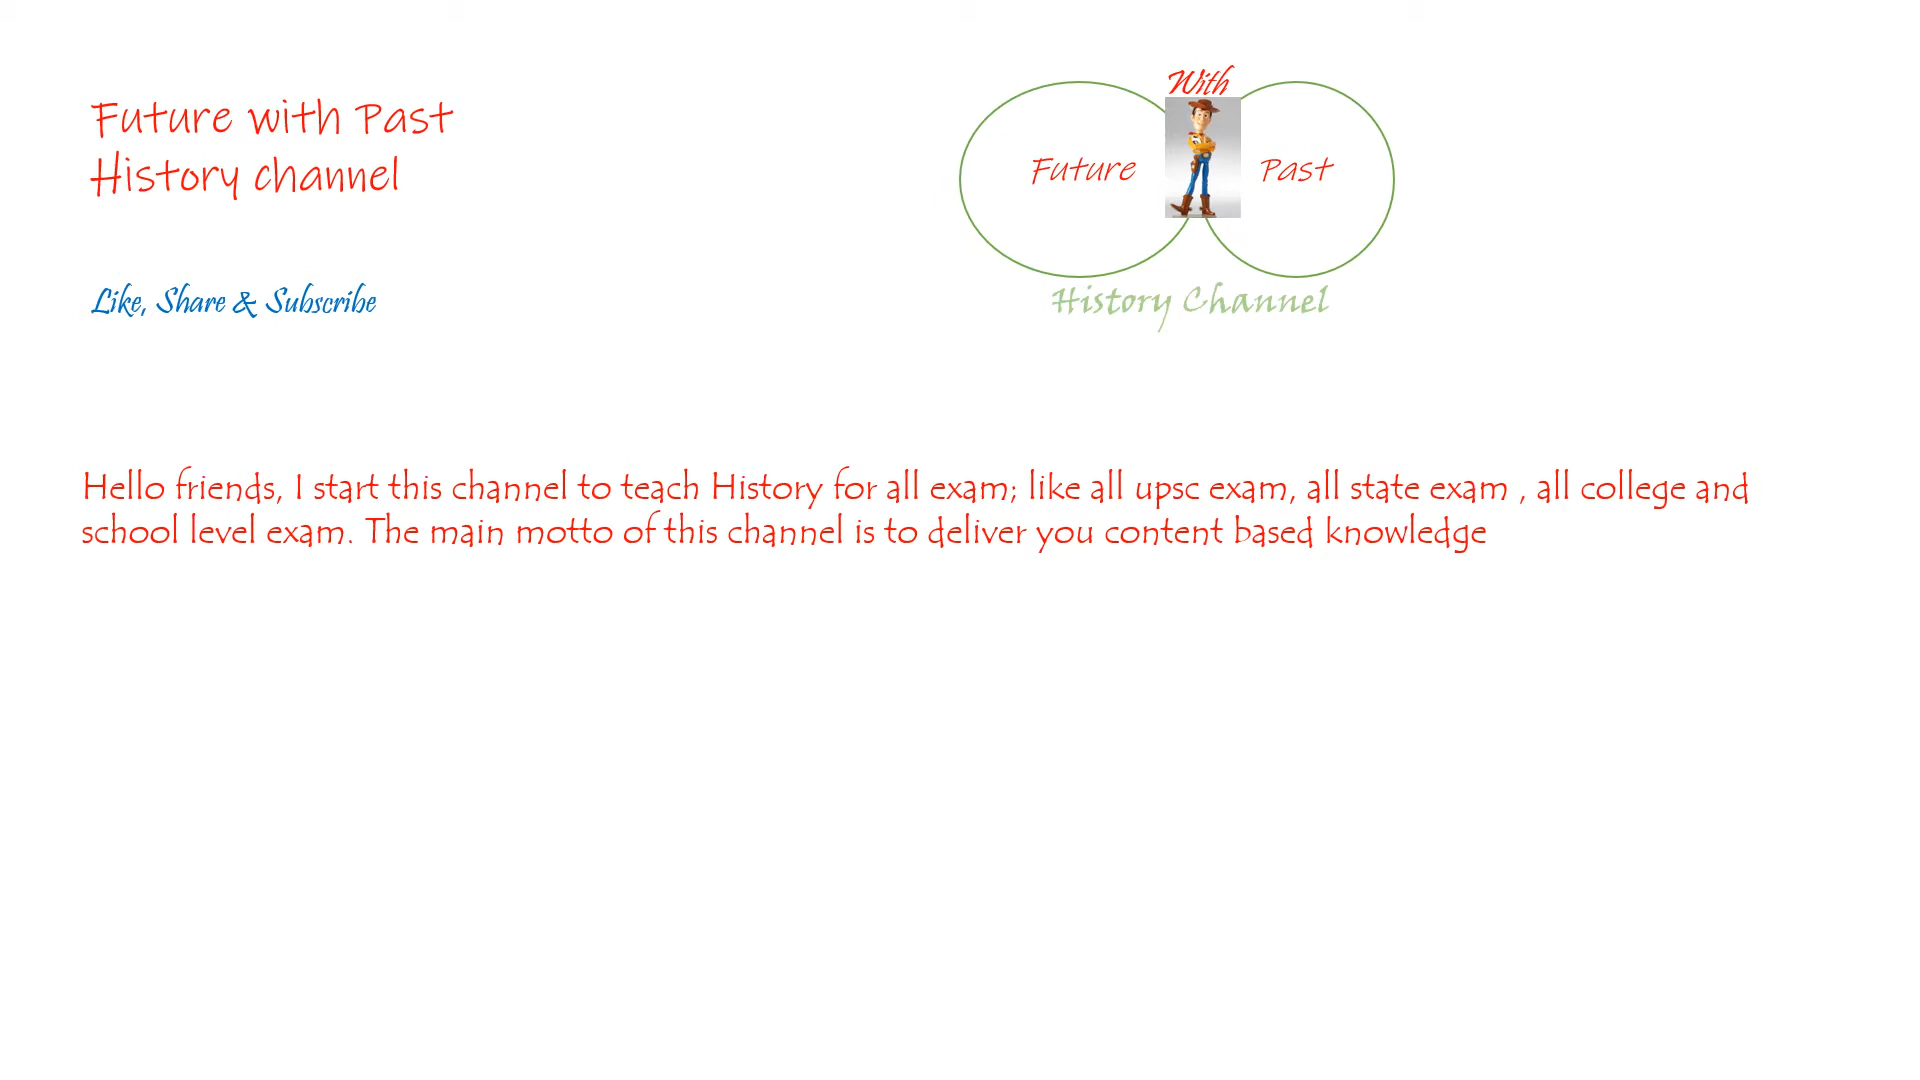 Future with Past
History channel
Like, Share & Subscribe
With
Future
Past
History Channel
Hello friends, I start this channel to teach History for all exam; like all upsc exam, all state exam , all college and
school level exam. The main motto of this channel is to deliver you content based knowledge